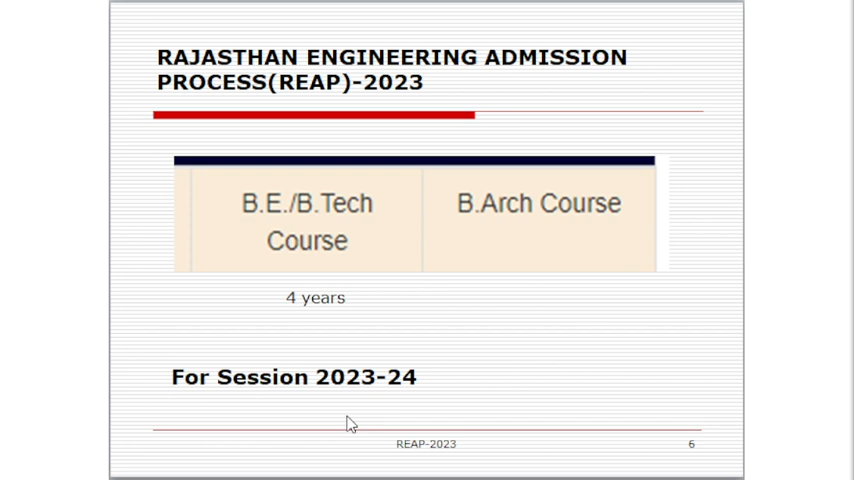 RAJASTHAN ENGINEERING ADMISSION
PROCESS(REAP)-2023
B.E./B.Tech
Course
B.Arch Course
4 years
For Session 2023-24
REAP-2023
6